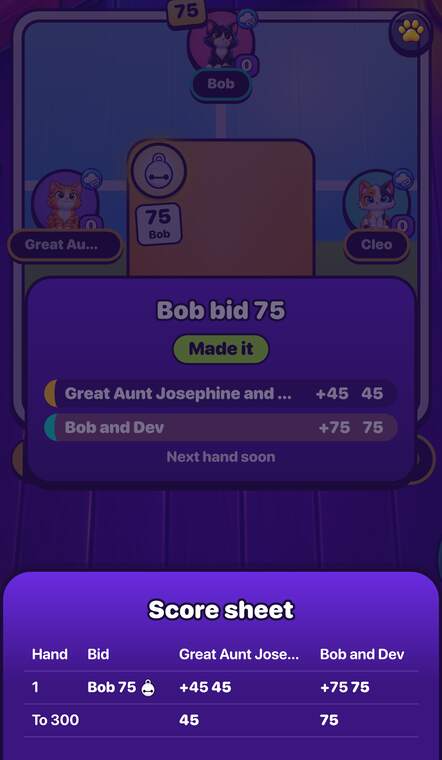 75
0
Bob
75
Bob
0
0
Great Au...
Cleo
Bob bid 75
Made it
Great Aunt Josephine and ... +45 45
Bob and Dev +75 75
Next hand soon
Score sheet
Hand Bid Great Aunt Jose... Bob and Dev
1 Bob 75 +45 45 +75 75
To 300 45 75